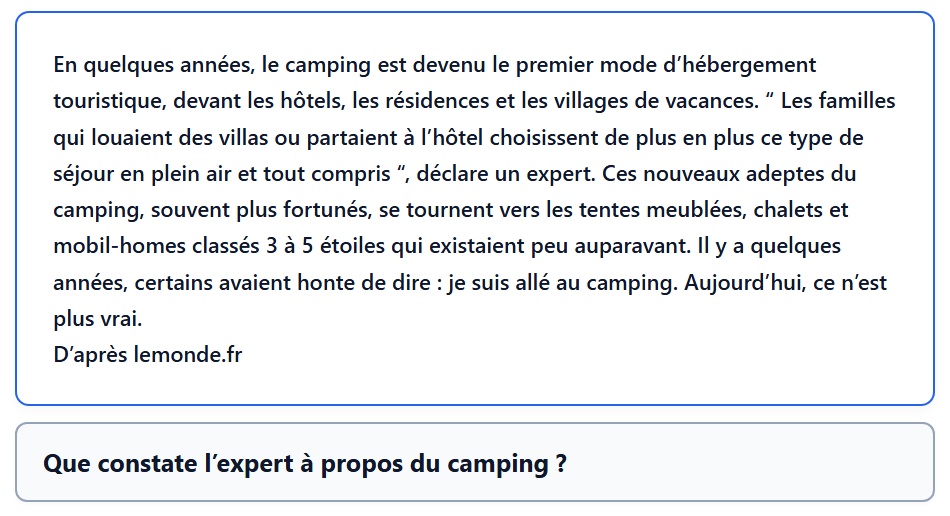 En quelques années, le camping est devenu le premier mode d’hébergement
touristique, devant les hôtels, les résidences et les villages de vacances. “ Les familles
qui louaient des villas ou partaient à l’hôtel choisissent de plus en plus ce type de
séjour en plein air et tout compris “, déclare un expert. Ces nouveaux adeptes du
camping, souvent plus fortunés, se tournent vers les tentes meublées, chalets et
mobil-homes classés 3 à 5 étoiles qui existaient peu auparavant. Il y a quelques
années, certains avaient honte de dire : je suis allé au camping. Aujourd’hui, ce n’est
plus vrai.
D’après lemonde.fr
Que constate l’expert à propos du camping ?